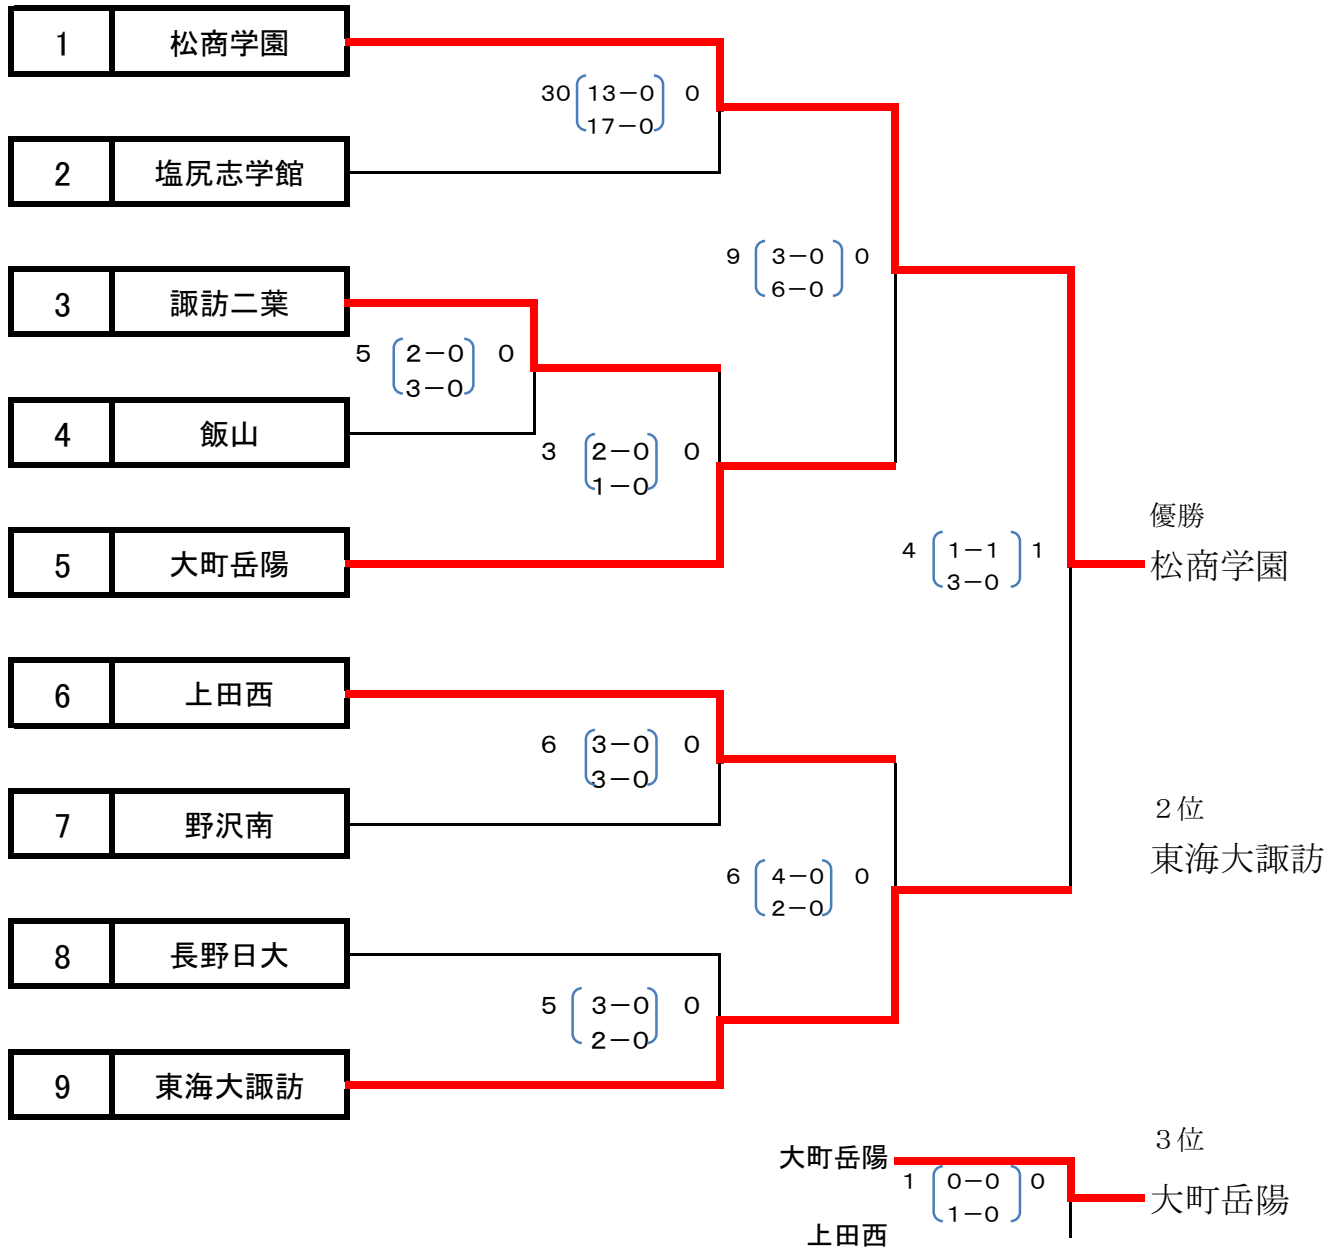 1 松商学園
30 13－0 0
17－0
2 塩尻志学館
9 3－0 0
6－0
3 諏訪二葉
5 2－0 0
3－0
4 飯山
3 2－0 0
1－0
5 大町岳陽
4 1－1 1
3－0
優勝
松商学園
6 上田西
6 3－0 0
3－0
7 野沢南
２位
東海大諏訪
6 4－0 0
2－0
8 長野日大
5 3－0 0
2－0
9 東海大諏訪
３位
大町岳陽
大町岳陽
1 0－0 0
1－0
上田西